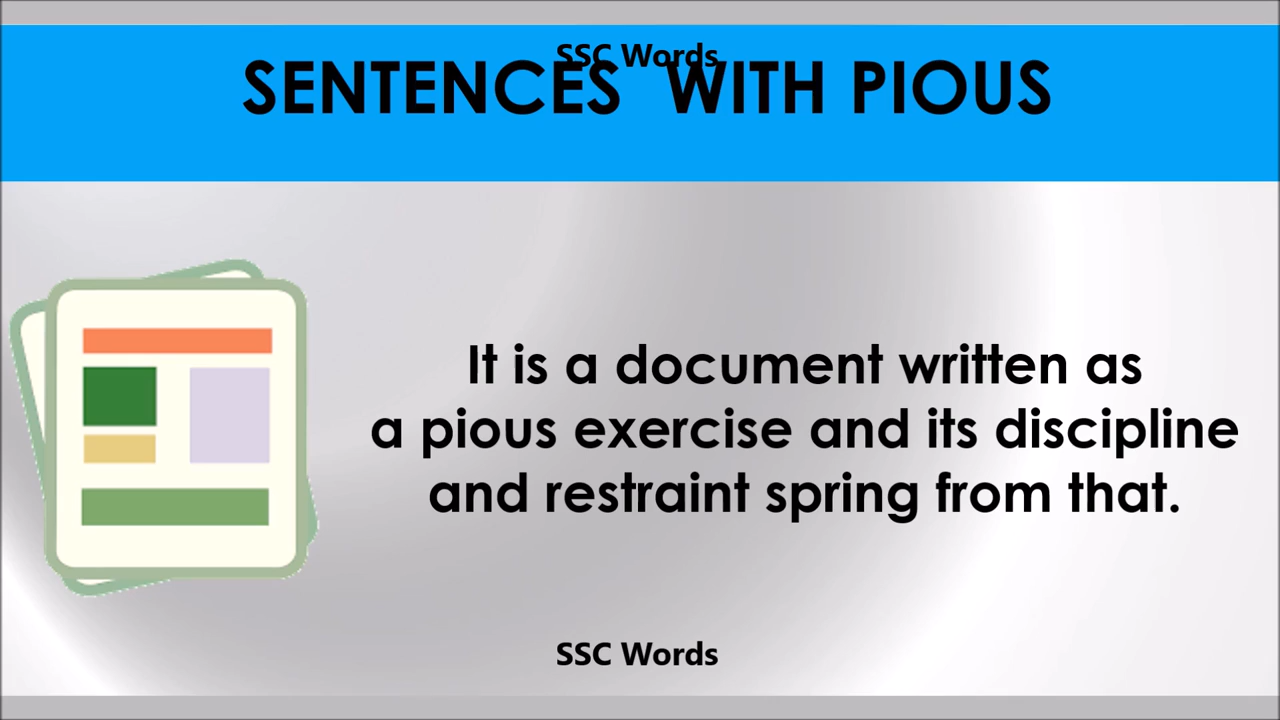 SSC Words
SENTENCES WITH PIOUS
It is a document written as
a pious exercise and its discipline
and restraint spring from that.
SSC Words